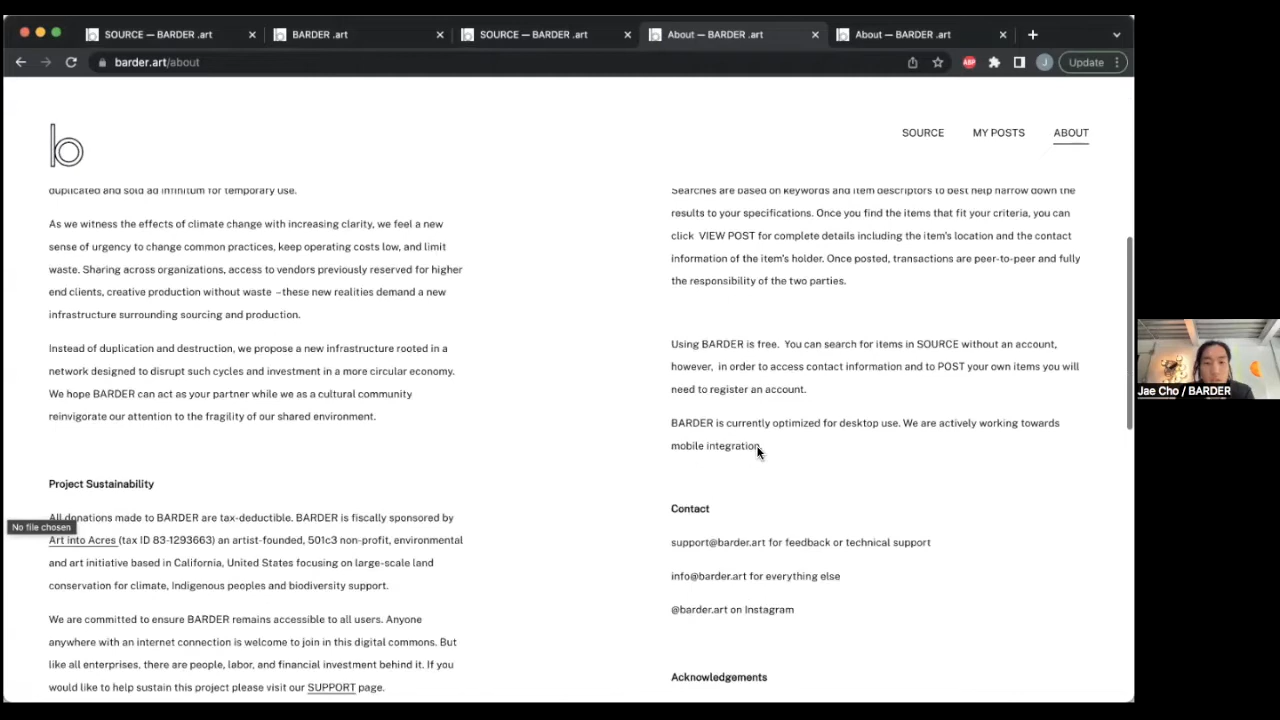 SOURCE — BARDER .art
BARDER .art
SOURCE — BARDER .art
About — BARDER .art
About — BARDER .art
barder.art/about
ABP
J
Update
b
SOURCE
MY POSTS
ABOUT
duplicated and sold ad infinitum for temporary use.
As we witness the effects of climate change with increasing clarity, we feel a new
sense of urgency to change common practices, keep operating costs low, and limit
waste. Sharing across organizations, access to vendors previously reserved for higher
end clients, creative production without waste –these new realities demand a new
infrastructure surrounding sourcing and production.
Instead of duplication and destruction, we propose a new infrastructure rooted in a
network designed to disrupt such cycles and investment in a more circular economy.
We hope BARDER can act as your partner while we as a cultural community
reinvigorate our attention to the fragility of our shared environment.
Project Sustainability
All donations made to BARDER are tax-deductible. BARDER is fiscally sponsored by
No file chosen
Art into Acres (tax ID 83-1293663) an artist-founded, 501c3 non-profit, environmental
and art initiative based in California, United States focusing on large-scale land
conservation for climate, Indigenous peoples and biodiversity support.
We are committed to ensure BARDER remains accessible to all users. Anyone
anywhere with an internet connection is welcome to join in this digital commons. But
like all enterprises, there are people, labor, and financial investment behind it. If you
would like to help sustain this project please visit our SUPPORT page.
Searches are based on keywords and item descriptors to best help narrow down the
results to your specifications. Once you find the items that fit your criteria, you can
click VIEW POST for complete details including the item's location and the contact
information of the item's holder. Once posted, transactions are peer-to-peer and fully
the responsibility of the two parties.
Using BARDER is free. You can search for items in SOURCE without an account,
however, in order to access contact information and to POST your own items you will
need to register an account.
BARDER is currently optimized for desktop use. We are actively working towards
mobile integration.
Contact
support@barder.art for feedback or technical support
info@barder.art for everything else
@barder.art on Instagram
Acknowledgements
Jae Cho / BARDER